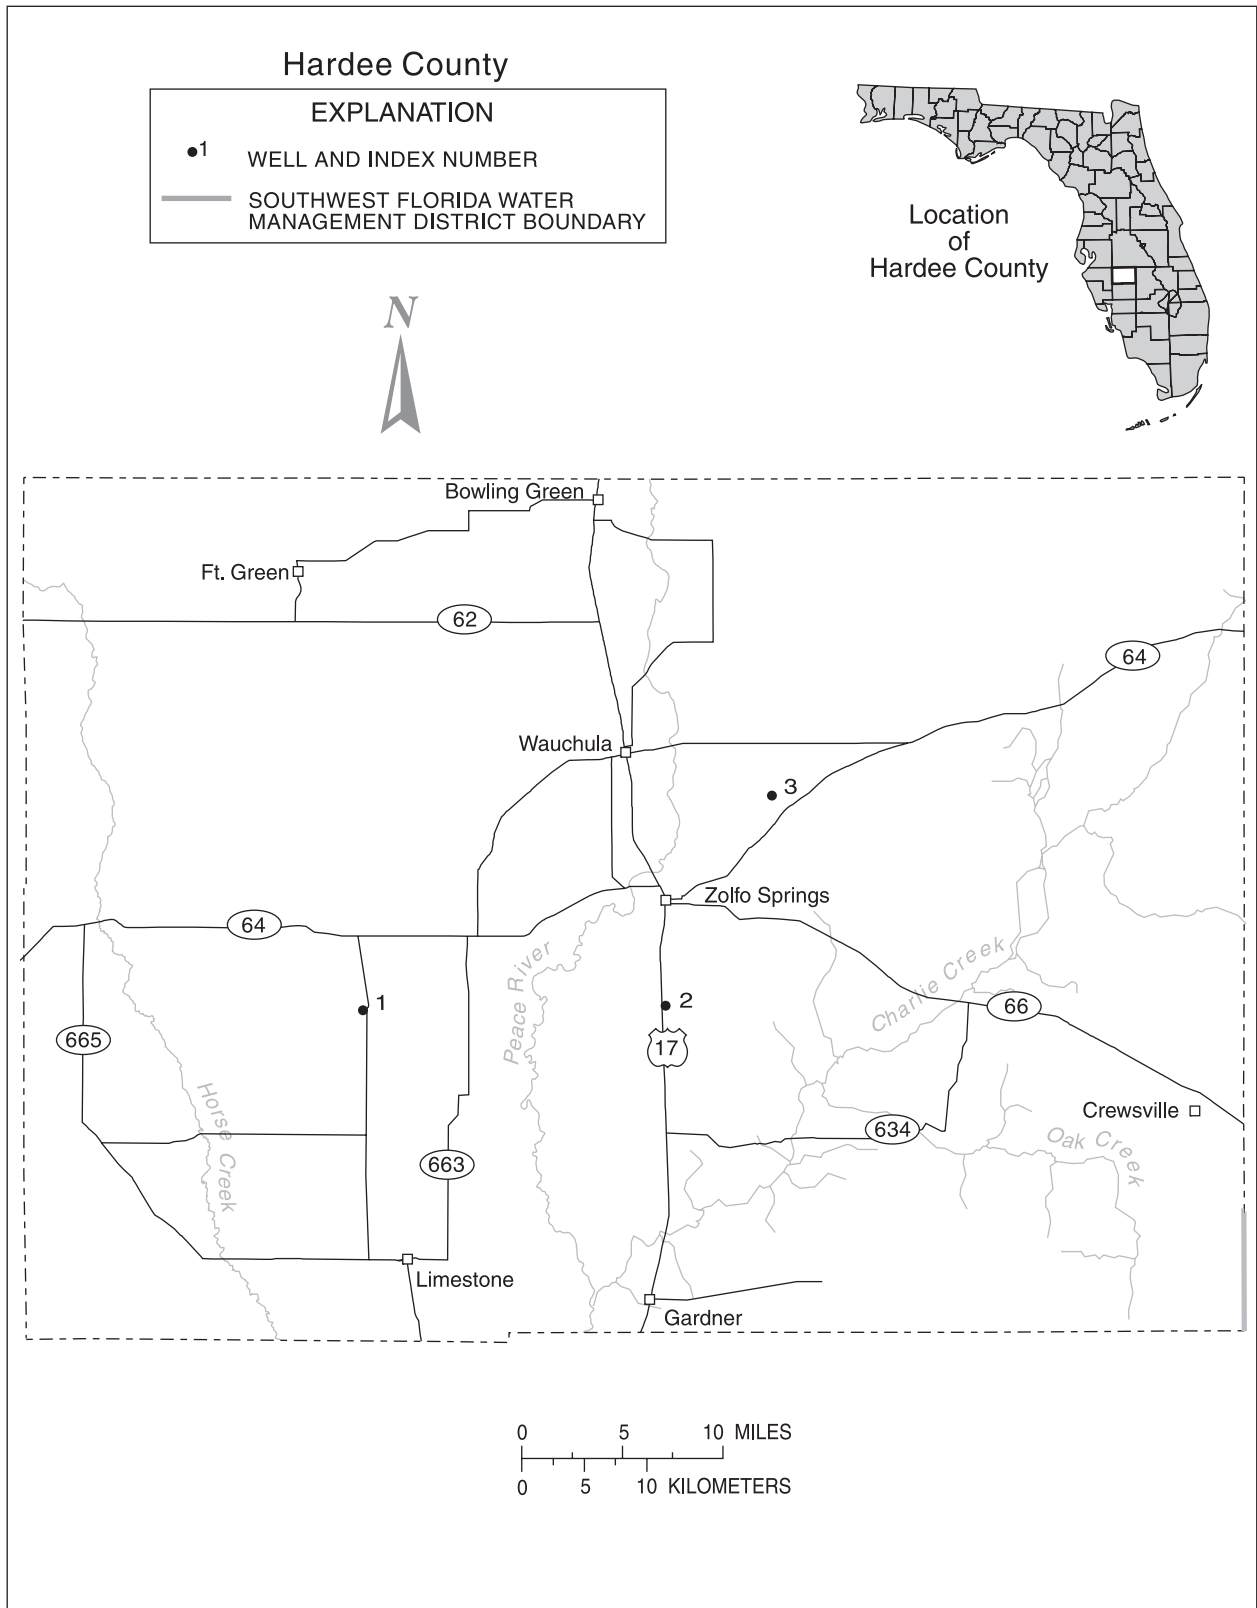 Hardee County
EXPLANATION
1
WELL AND INDEX NUMBER
SOUTHWEST FLORIDA WATER
MANAGEMENT DISTRICT BOUNDARY
Location
of
Hardee County
N
Bowling Green
Ft. Green
62
64
Wauchula
3
Zolfo Springs
64
Peace River
Charlie Creek
1
2
66
665
17
Horse Creek
Crewsville
634
Oak Creek
663
Limestone
Gardner
0 5 10 MILES
0 5 10 KILOMETERS